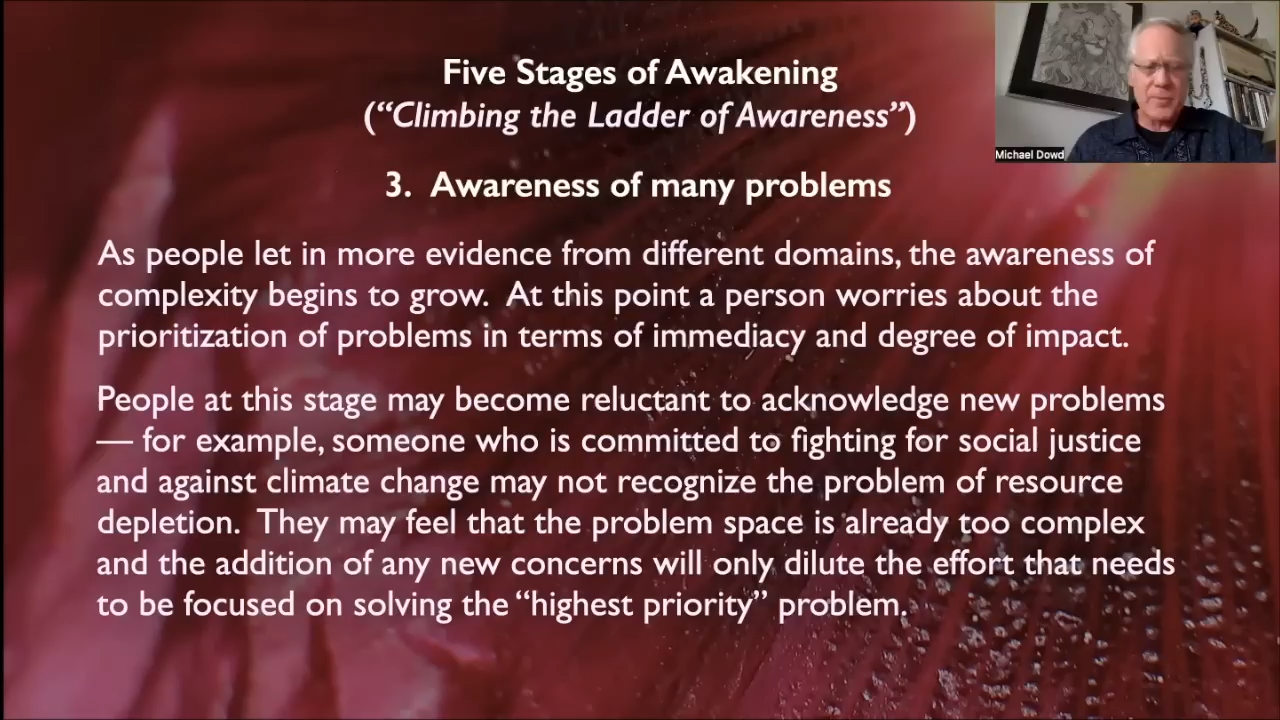 Five Stages of Awakening
(“Climbing the Ladder of Awareness”)
Michael Dowd
3. Awareness of many problems
As people let in more evidence from different domains, the awareness of
complexity begins to grow. At this point a person worries about the
prioritization of problems in terms of immediacy and degree of impact.
People at this stage may become reluctant to acknowledge new problems
— for example, someone who is committed to fighting for social justice
and against climate change may not recognize the problem of resource
depletion. They may feel that the problem space is already too complex
and the addition of any new concerns will only dilute the effort that needs
to be focused on solving the “highest priority” problem.